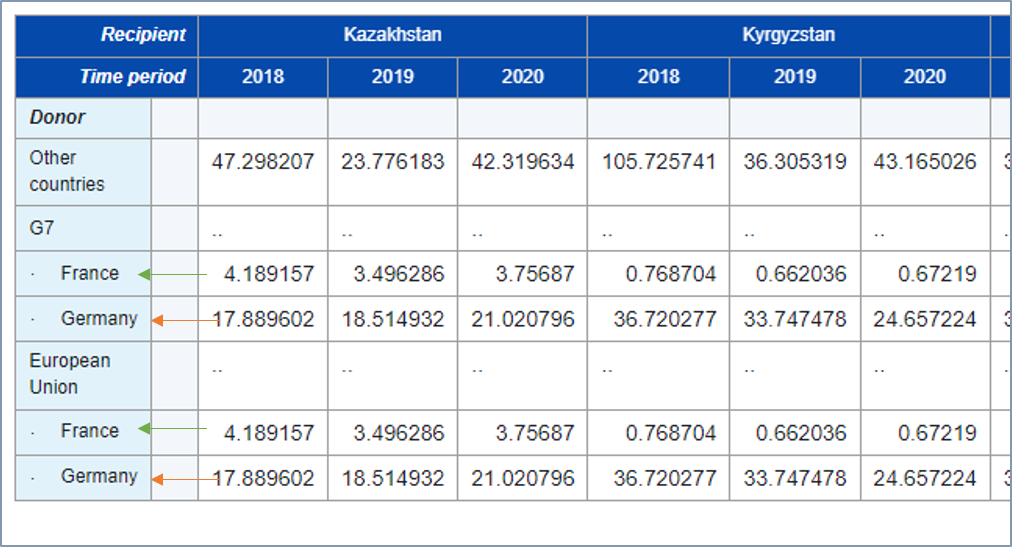 Recipient Kazakhstan Kyrgyzstan
Time period 2018 2019 2020 2018 2019 2020
Donor
Other
countries 47.298207 23.776183 42.319634 105.725741 36.305319 43.165026
G7 .. .. .. .. .. ..
· France 4.189157 3.496286 3.75687 0.768704 0.662036 0.67219
· Germany 17.889602 18.514932 21.020796 36.720277 33.747478 24.657224
European
Union .. .. .. .. .. ..
· France 4.189157 3.496286 3.75687 0.768704 0.662036 0.67219
· Germany 17.889602 18.514932 21.020796 36.720277 33.747478 24.657224